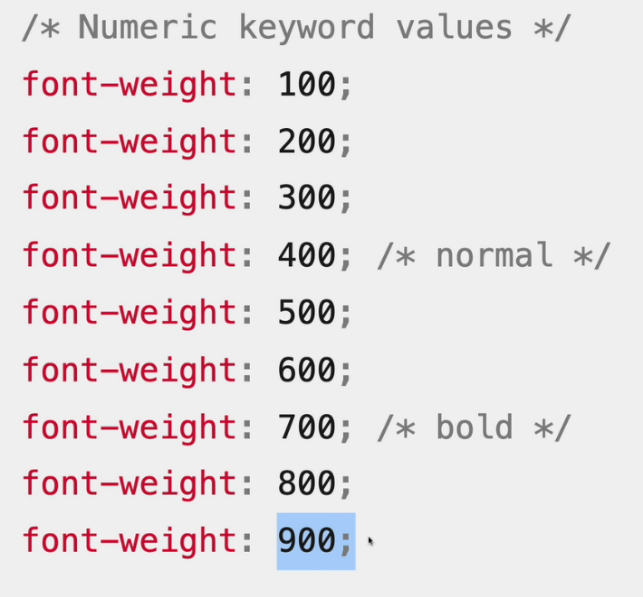 /* Numeric keyword values */
font-weight: 100;
font-weight: 200;
font-weight: 300;
font-weight: 400; /* normal */
font-weight: 500;
font-weight: 600;
font-weight: 700; /* bold */
font-weight: 800;
font-weight: 900;